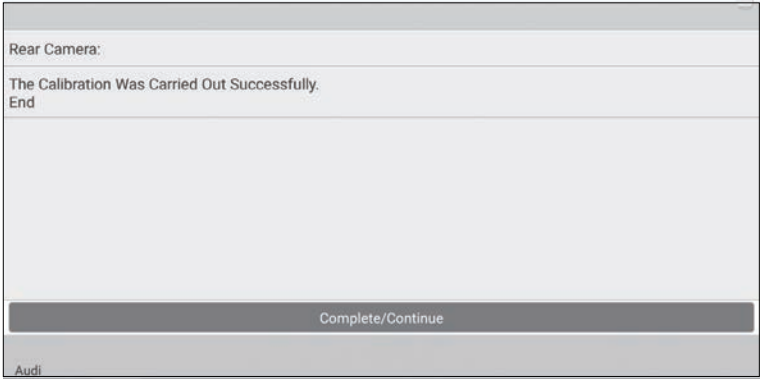 Rear Camera:
The Calibration Was Carried Out Successfully.
End
Complete/Continue
Audi